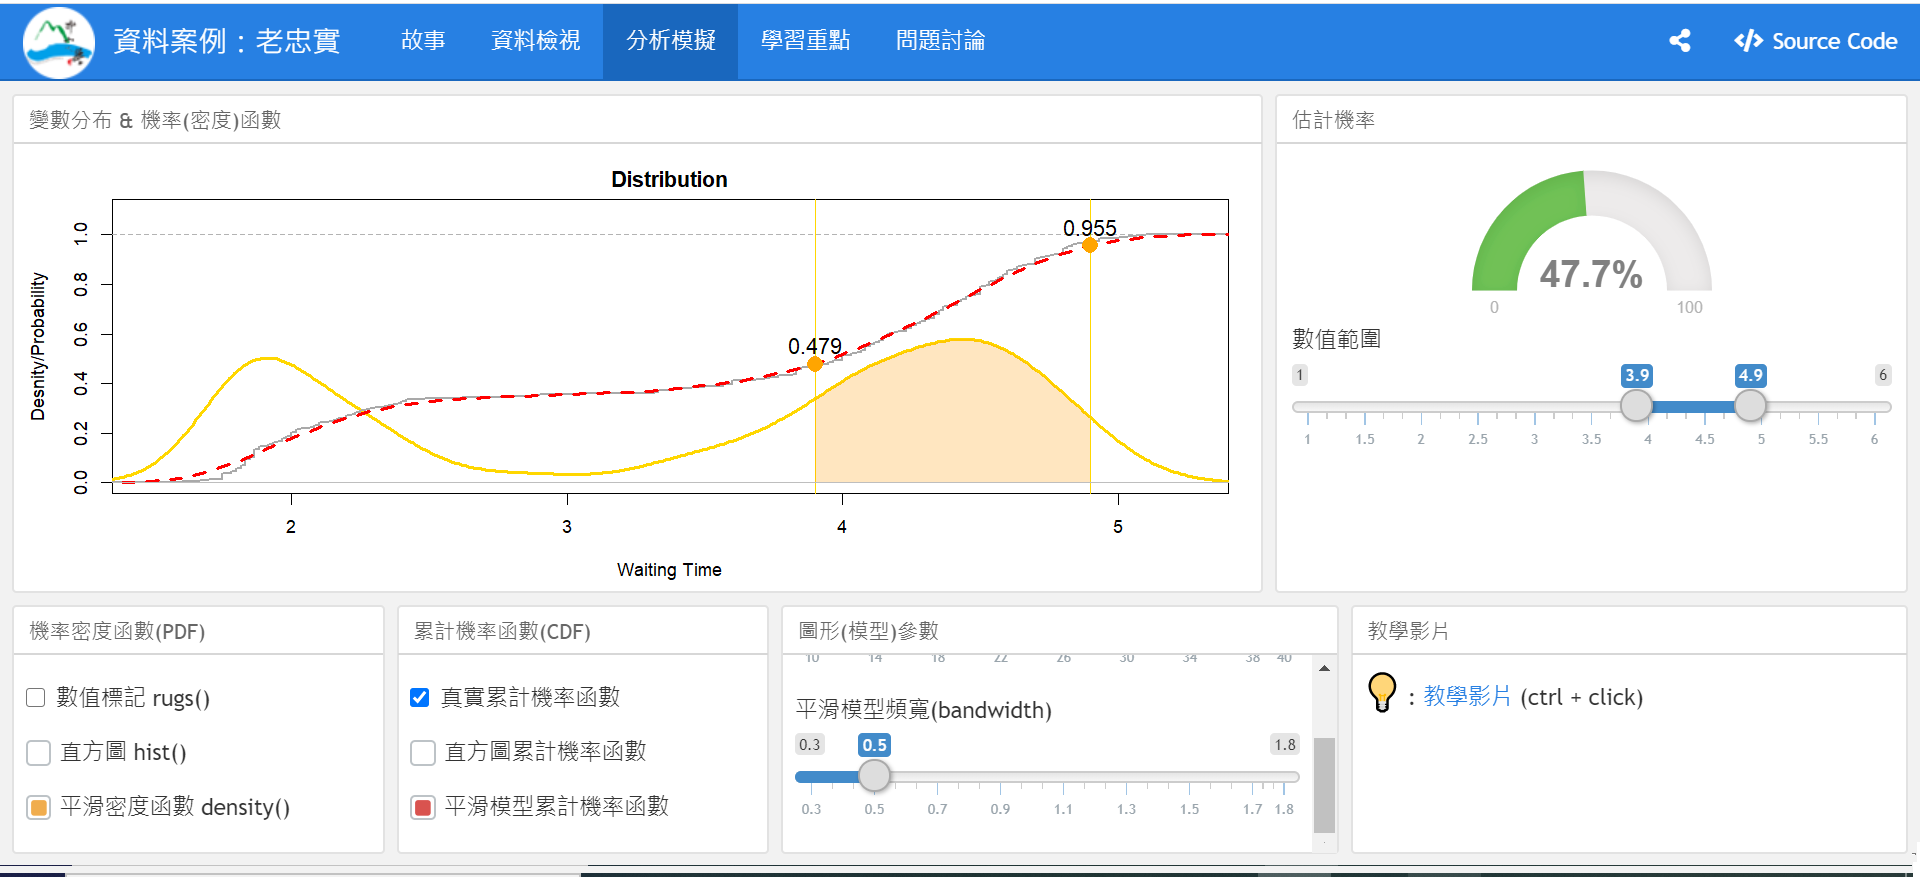 資料案例：老忠實
故事
資料檢視
分析模擬
學習重點
問題討論
Source Code
變數分布 & 機率(密度)函數
Distribution
Desnity/Probability
1.0
0.8
0.6
0.4
0.2
0.0
0.955
0.479
2 3 4 5
Waiting Time
估計機率
47.7%
0 100
數值範圍
1 3.9 4.9 6
1 1.5 2 2.5 3 3.5 4 4.5 5 5.5 6
機率密度函數(PDF)
數值標記 rugs()
直方圖 hist()
平滑密度函數 density()
累計機率函數(CDF)
真實累計機率函數
直方圖累計機率函數
平滑模型累計機率函數
圖形(模型)參數
10 14 18 22 26 30 34 38 40
平滑模型頻寬(bandwidth)
0.3 0.5 1.8
0.3 0.5 0.7 0.9 1.1 1.3 1.5 1.7 1.8
教學影片
: 教學影片 (ctrl + click)